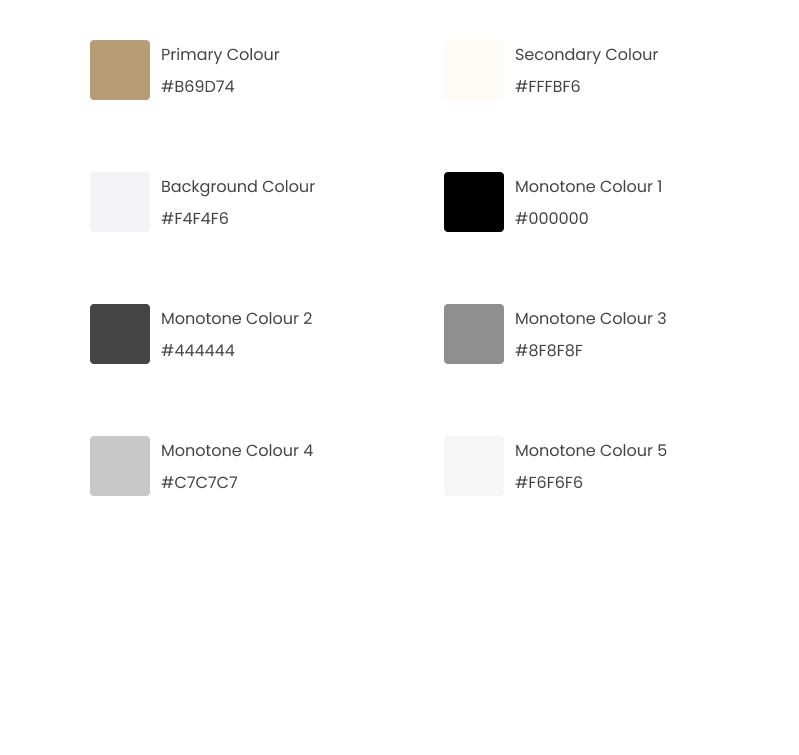 Primary Colour
#B69D74
Secondary Colour
#FFFBF6
Background Colour
#F4F4F6
Monotone Colour 1
#000000
Monotone Colour 2
#444444
Monotone Colour 3
#8F8F8F
Monotone Colour 4
#C7C7C7
Monotone Colour 5
#F6F6F6